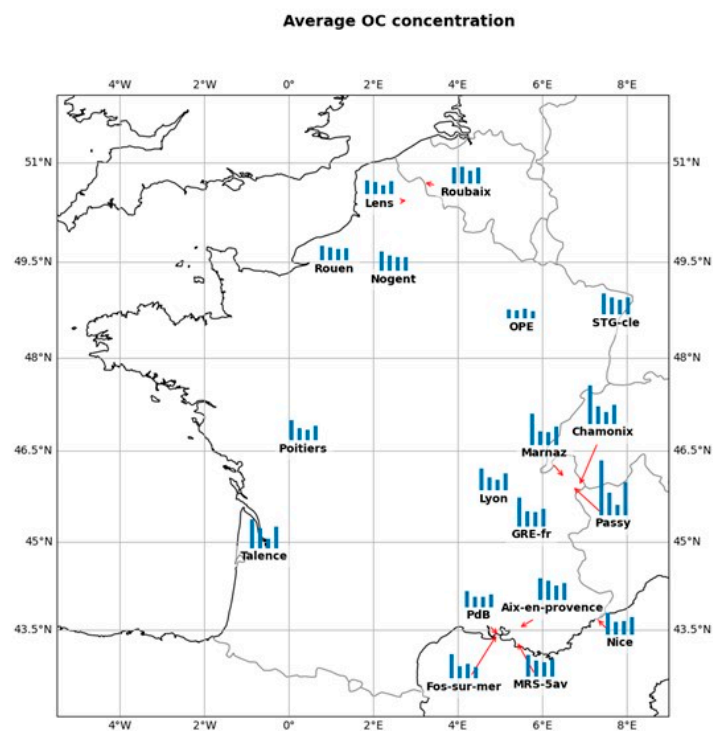 Average OC concentration
4°W 2°W 0° 2°E 4°E 6°E 8°E
51°N 51°N
Roubaix
Lens
49.5°N 49.5°N
Rouen
Nogent
OPE
STG-cle
48°N 48°N
Chamonix
46.5°N 46.5°N
Poitiers
Marnaz
Lyon
Passy
GRE-fr
45°N 45°N
Talence
PdB
Aix-en-provence
43.5°N 43.5°N
Nice
Fos-sur-mer
MRS-5av
4°W 2°W 0° 2°E 4°E 6°E 8°E